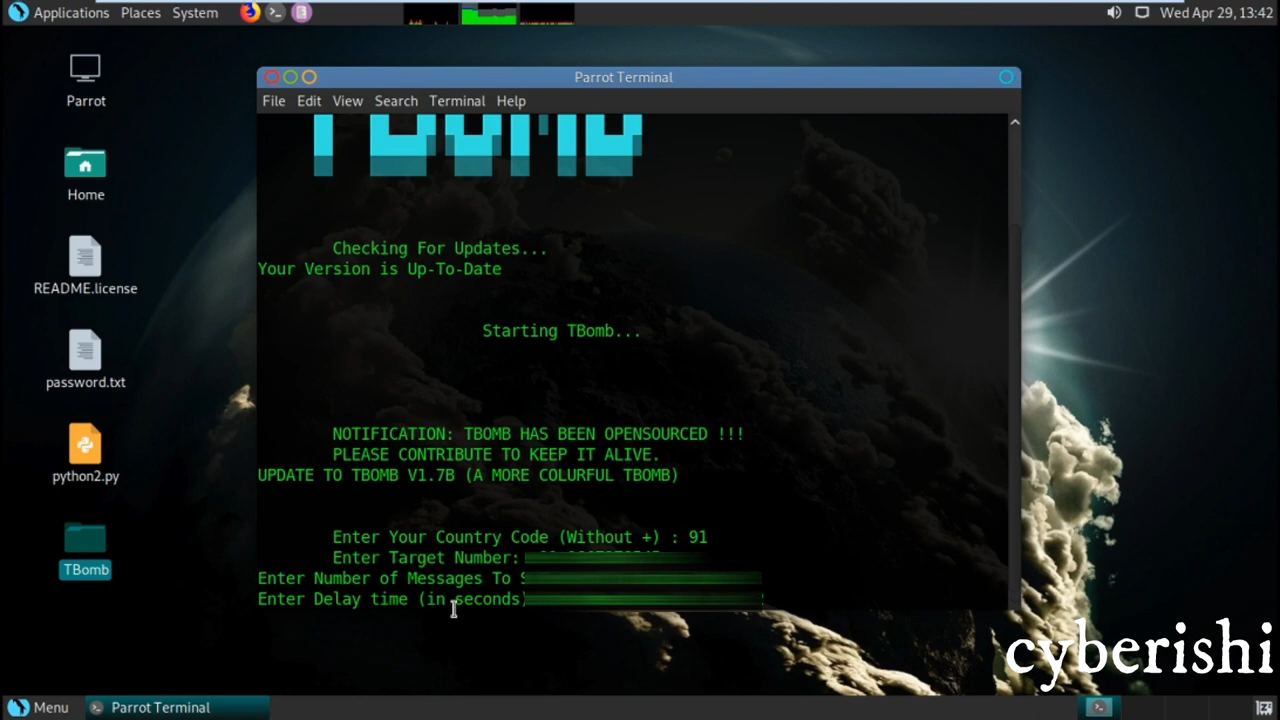 Applications Places System
Wed Apr 29, 13:42
Parrot Terminal
File Edit View Search Terminal Help
Parrot
Home
README.license
password.txt
python2.py
TBomb
Checking For Updates...
Your Version is Up-To-Date
Starting TBomb...
NOTIFICATION: TBOMB HAS BEEN OPENSOURCED !!!
PLEASE CONTRIBUTE TO KEEP IT ALIVE.
UPDATE TO TBOMB V1.7B (A MORE COLURFUL TBOMB)
Enter Your Country Code (Without +) : 91
Enter Target Number:
Enter Number of Messages To
Enter Delay time (in seconds)
cyberishi
Menu Parrot Terminal